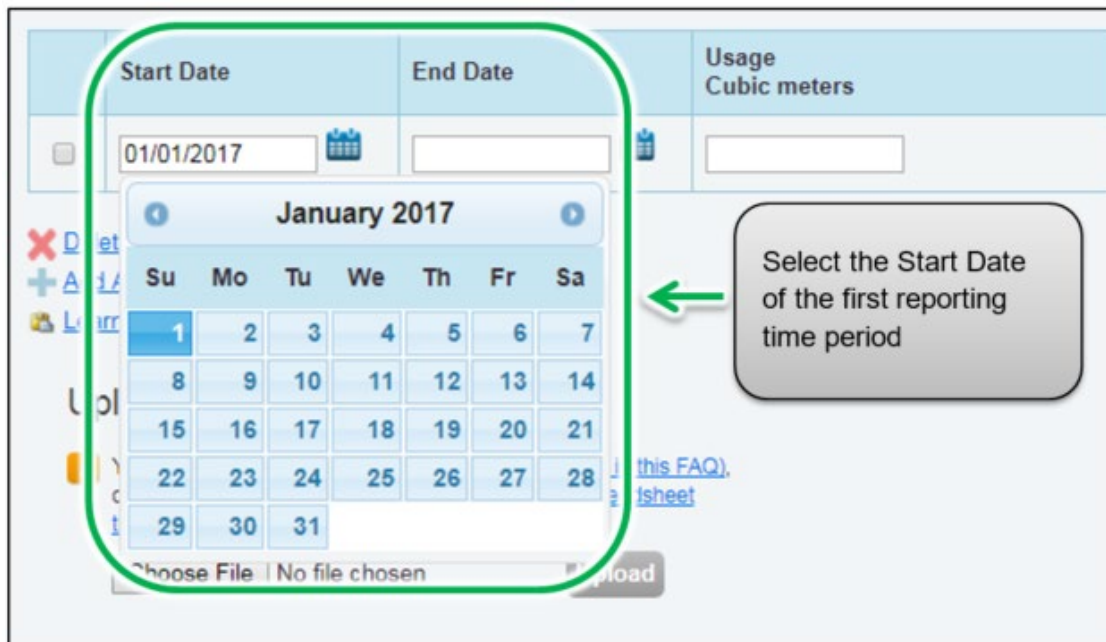 Start Date End Date Usage
Cubic meters
01/01/2017
January 2017
Su Mo Tu We Th Fr Sa
1 2 3 4 5 6 7
8 9 10 11 12 13 14
15 16 17 18 19 20 21
22 23 24 25 26 27 28
29 30 31
Select the Start Date
of the first reporting
time period
this FAQ),
Choose File No file chosen Upload